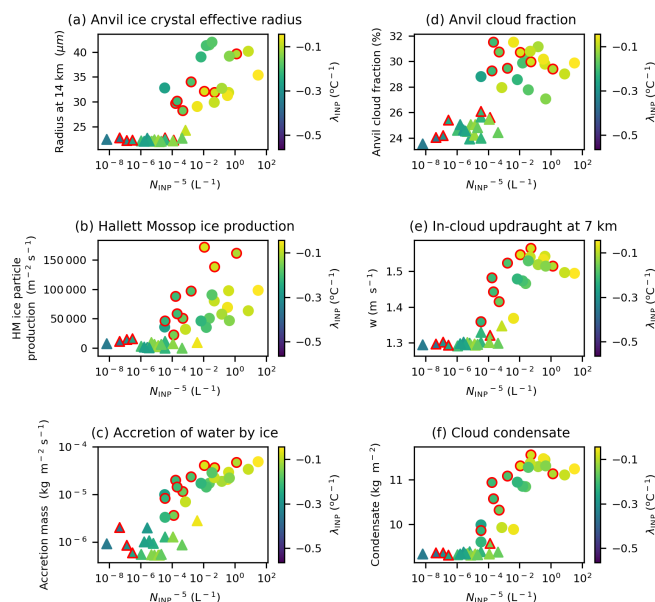 (a) Anvil ice crystal effective radius
Radius at 14 km (μm)
40
35
30
25
10⁻⁸ 10⁻⁶ 10⁻⁴ 10⁻² 10⁰ 10²
N_INP⁻⁵ (L⁻¹)
−0.1
−0.3
−0.5
λ_INP (°C⁻¹)
(d) Anvil cloud fraction
Anvil cloud fraction (%)
32
30
28
26
24
10⁻⁸ 10⁻⁶ 10⁻⁴ 10⁻² 10⁰ 10²
N_INP⁻⁵ (L⁻¹)
−0.1
−0.3
−0.5
λ_INP (°C⁻¹)
(b) Hallett Mossop ice production
HM ice particle
production (m⁻² s⁻¹)
150 000
100 000
50 000
0
10⁻⁸ 10⁻⁶ 10⁻⁴ 10⁻² 10⁰ 10²
N_INP⁻⁵ (L⁻¹)
−0.1
−0.3
−0.5
λ_INP (°C⁻¹)
(e) In-cloud updraught at 7 km
w (m s⁻¹)
1.5
1.4
1.3
10⁻⁸ 10⁻⁶ 10⁻⁴ 10⁻² 10⁰ 10²
N_INP⁻⁵ (L⁻¹)
−0.1
−0.3
−0.5
λ_INP (°C⁻¹)
(c) Accretion of water by ice
Accretion mass (kg m⁻² s⁻¹)
10⁻⁴
10⁻⁵
10⁻⁶
10⁻⁸ 10⁻⁶ 10⁻⁴ 10⁻² 10⁰ 10²
N_INP⁻⁵ (L⁻¹)
−0.1
−0.3
−0.5
λ_INP (°C⁻¹)
(f) Cloud condensate
Condensate (kg m⁻²)
11
10
10⁻⁸ 10⁻⁶ 10⁻⁴ 10⁻² 10⁰ 10²
N_INP⁻⁵ (L⁻¹)
−0.1
−0.3
−0.5
λ_INP (°C⁻¹)